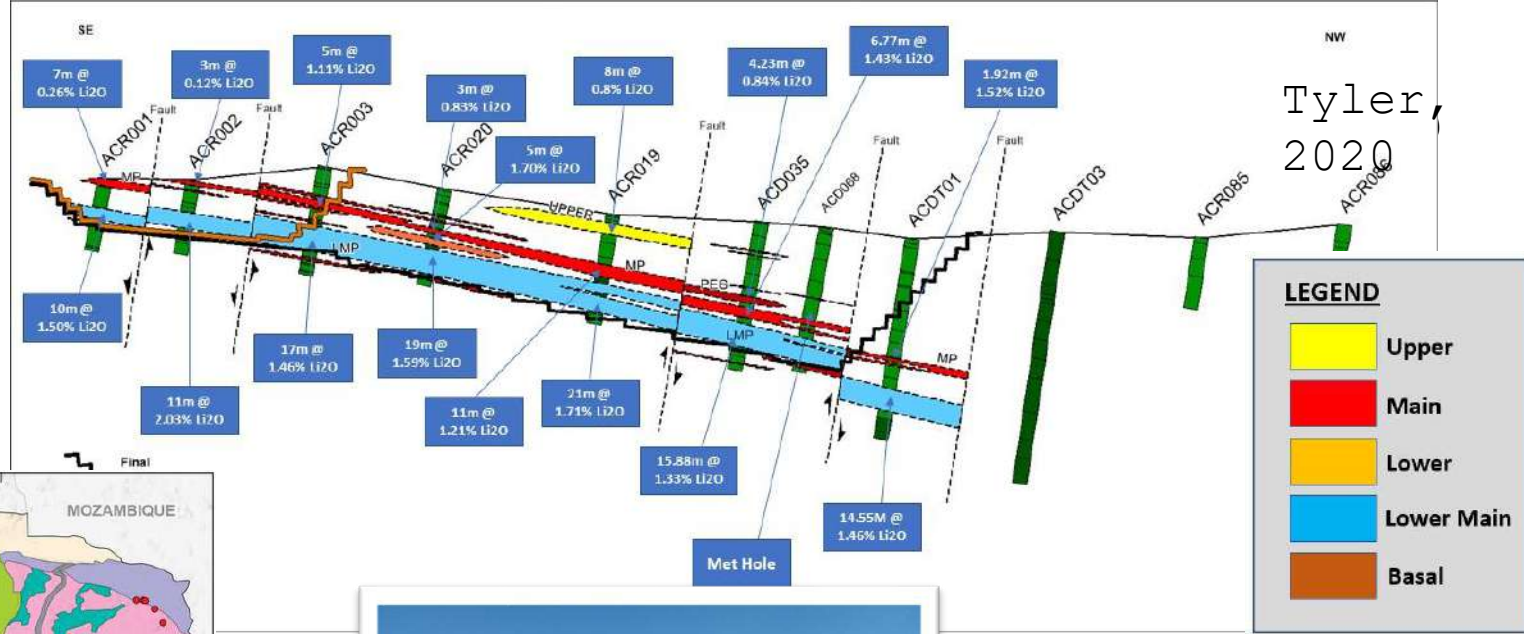 SE
NW
Tyler,
2020
7m @
0.26% Li2O
3m @
0.12% Li2O
5m @
1.11% Li2O
3m @
0.83% Li2O
5m @
1.70% Li2O
8m @
0.8% Li2O
4.23m @
0.84% Li2O
6.77m @
1.43% Li2O
1.92m @
1.52% Li2O
Fault
Fault
Fault
Fault
Fault
ACR001
ACR002
ACR003
ACR020
ACR019
ACD035
ACD068
ACDT01
ACDT03
ACR085
ACR086
MP
UPPER
MP
PEG
LMP
LMP
MP
10m @
1.50% Li2O
11m @
2.03% Li2O
17m @
1.46% Li2O
19m @
1.59% Li2O
11m @
1.21% Li2O
21m @
1.71% Li2O
15.88m @
1.33% Li2O
14.55M @
1.46% Li2O
Met Hole
Final
MOZAMBIQUE
LEGEND
Upper
Main
Lower
Lower Main
Basal